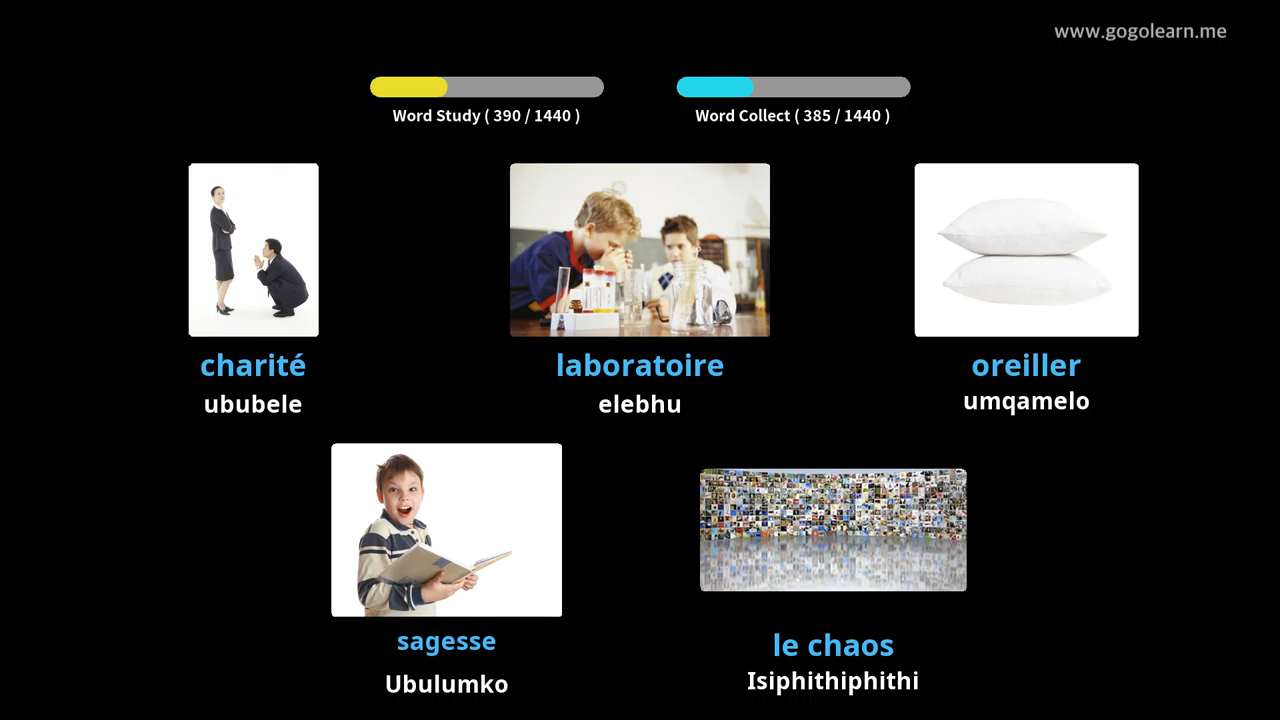 www.gogolearn.me
Word Study ( 390 / 1440 )
Word Collect ( 385 / 1440 )
charité
laboratoire
oreiller
ububele
elebhu
umqamelo
sagesse
le chaos
Ubulumko
Isiphithiphithi